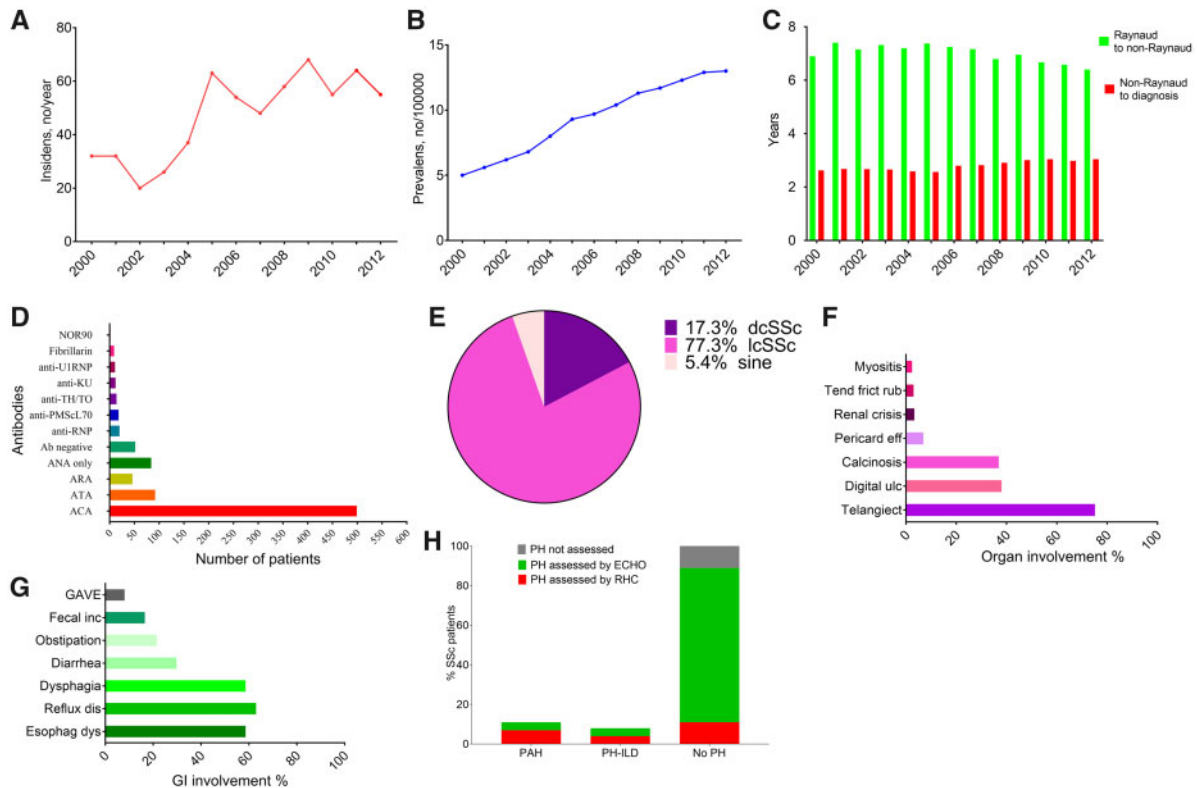 A
Insidens, no/year
80
60
40
20
0
2000
2002
2004
2006
2008
2010
2012
B
Prevalens, no/100000
15
10
5
0
2000
2002
2004
2006
2008
2010
2012
C
Years
8
6
4
2
0
2000
2002
2004
2006
2008
2010
2012
Raynaud
to non-Raynaud
Non-Raynaud
to diagnosis
D
Antibodies
NOR90
Fibrillarin
anti-U1RNP
anti-KU
anti-TH/TO
anti-PMScL70
anti-RNP
Ab negative
ANA only
ARA
ATA
ACA
0
50
100
150
200
250
300
350
400
450
500
550
600
Number of patients
E
17.3% dcSSc
77.3% lcSSc
5.4% sine
F
Myositis
Tend frict rub
Renal crisis
Pericard eff
Calcinosis
Digital ulc
Telangiect
0 20 40 60 80 100
Organ involvement %
G
GAVE
Fecal inc
Obstipation
Diarrhea
Dysphagia
Reflux dis
Esophag dys
0 20 40 60 80 100
GI involvement %
H
% SSc patients
100
80
60
40
20
0
PH not assessed
PH assessed by ECHO
PH assessed by RHC
PAH PH-ILD No PH